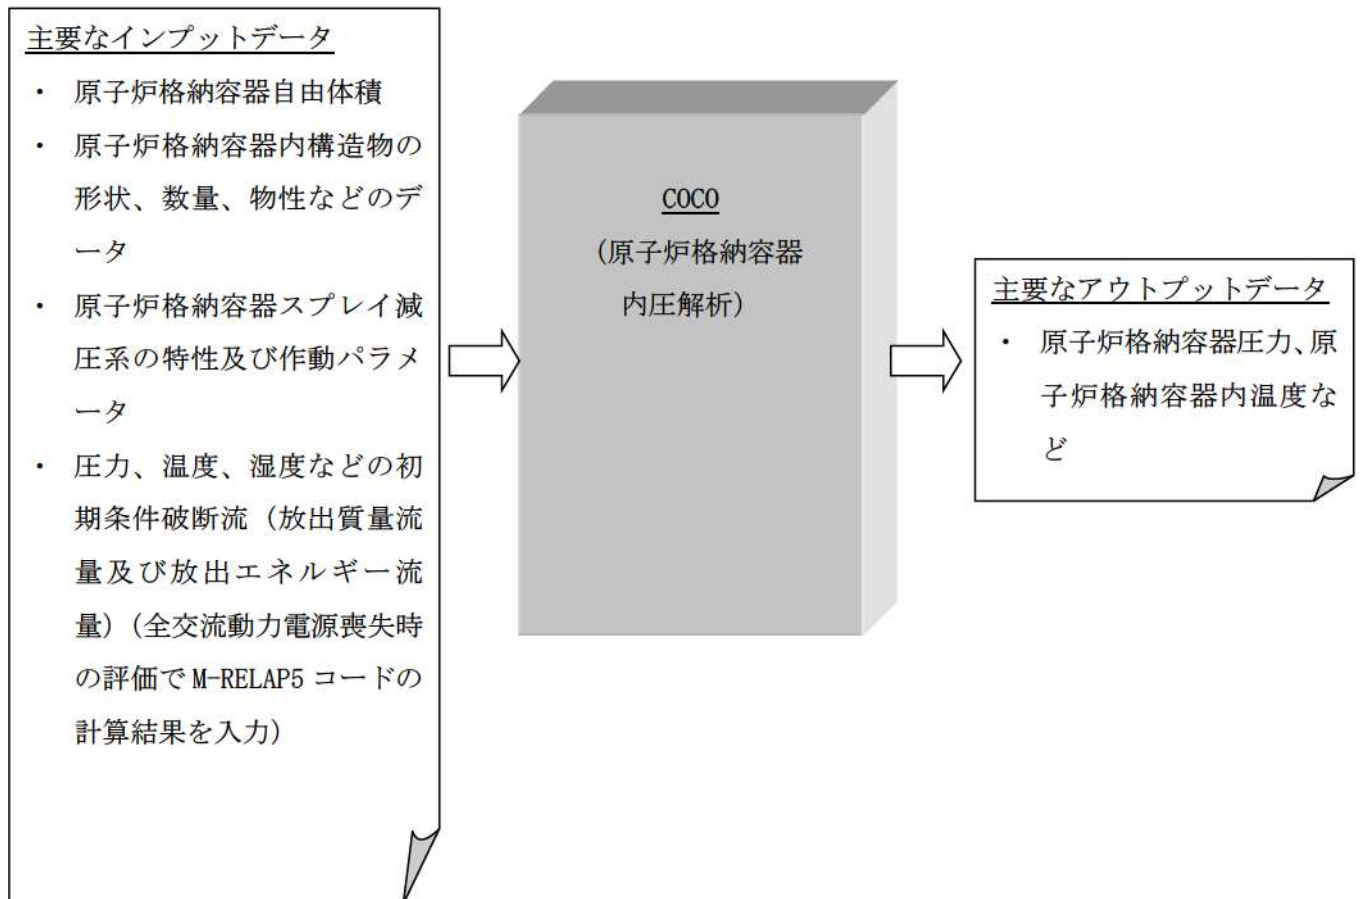 主要なインプットデータ
・ 原子炉格納容器自由体積
・ 原子炉格納容器内構造物の
形状、数量、物性などのデ
ータ
・ 原子炉格納容器スプレイ減
圧系の特性及び作動パラメ
ータ
・ 圧力、温度、湿度などの初
期条件破断流（放出質量流
量及び放出エネルギー流
量）（全交流動力電源喪失時
の評価で M-RELAP5 コードの
計算結果を入力）
COCO
（原子炉格納容器
内圧解析）
主要なアウトプットデータ
・ 原子炉格納容器圧力、原
子炉格納容器内温度な
ど